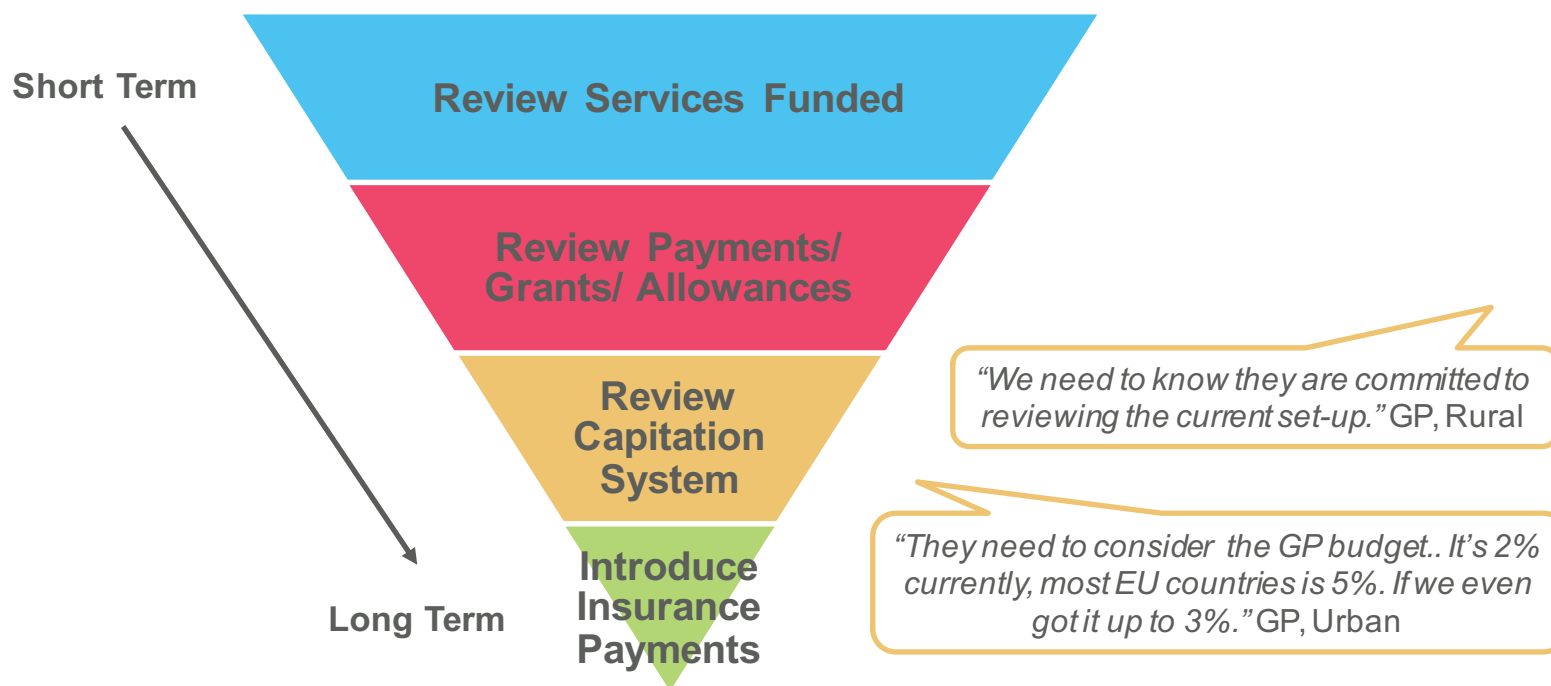 Short Term
Review Services Funded
Review Payments/
Grants/ Allowances
Review
Capitation
System
Introduce
Insurance
Payments
Long Term
“We need to know they are committed to
reviewing the current set-up.” GP, Rural
“They need to consider the GP budget.. It’s 2%
currently, most EU countries is 5%. If we even
got it up to 3%.” GP, Urban